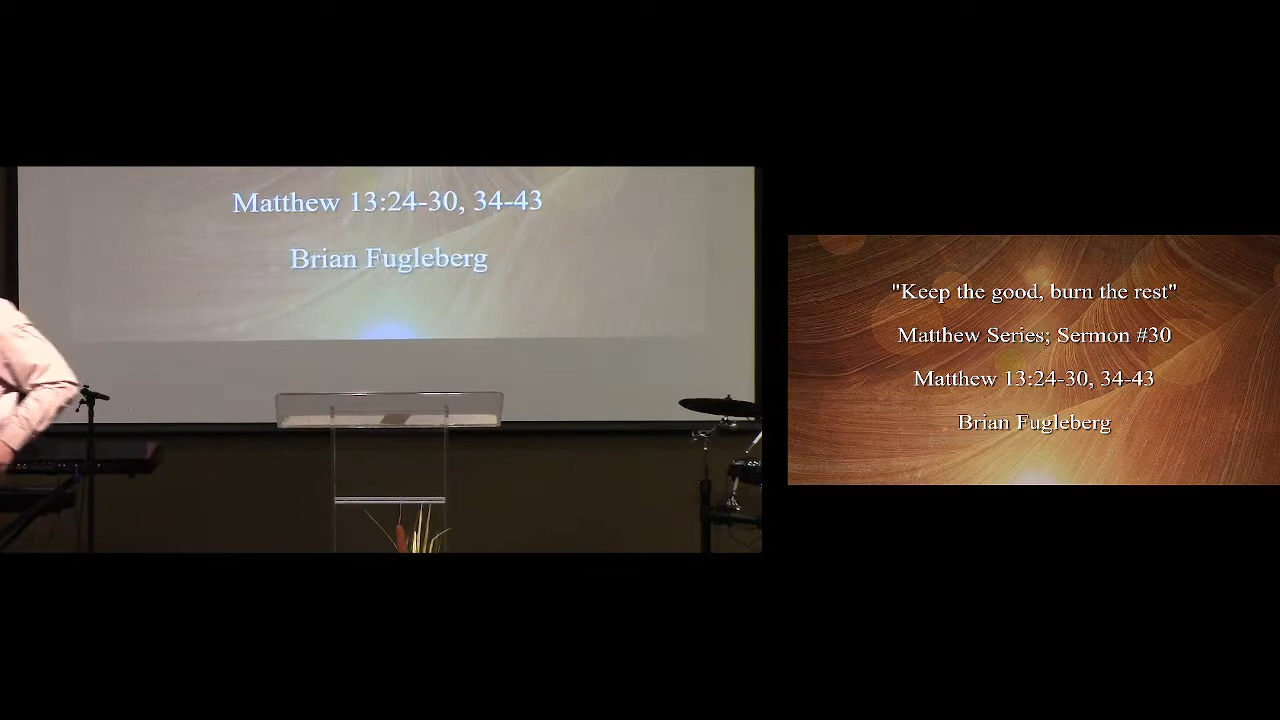 Matthew 13:24-30, 34-43
Brian Fugleberg
"Keep the good, burn the rest"
Matthew Series; Sermon #30
Matthew 13:24-30, 34-43
Brian Fugleberg